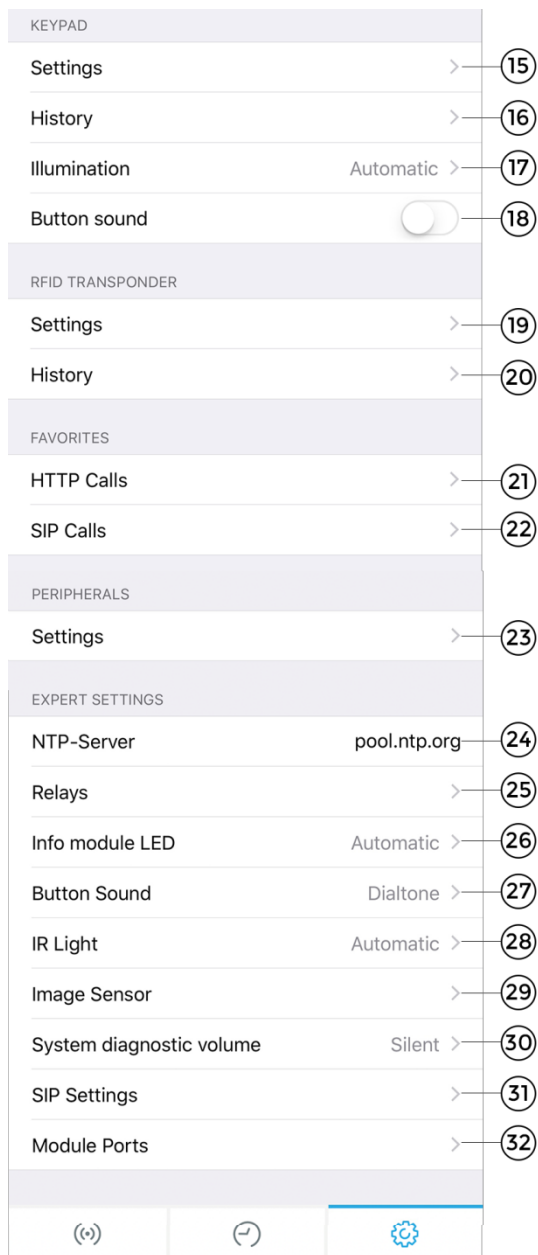 KEYPAD
Settings 15
History 16
Illumination Automatic 17
Button sound 18
RFID TRANSPONDER
Settings 19
History 20
FAVORITES
HTTP Calls 21
SIP Calls 22
PERIPHERALS
Settings 23
EXPERT SETTINGS
NTP-Server pool.ntp.org 24
Relays 25
Info module LED Automatic 26
Button Sound Dialtone 27
IR Light Automatic 28
Image Sensor 29
System diagnostic volume Silent 30
SIP Settings 31
Module Ports 32